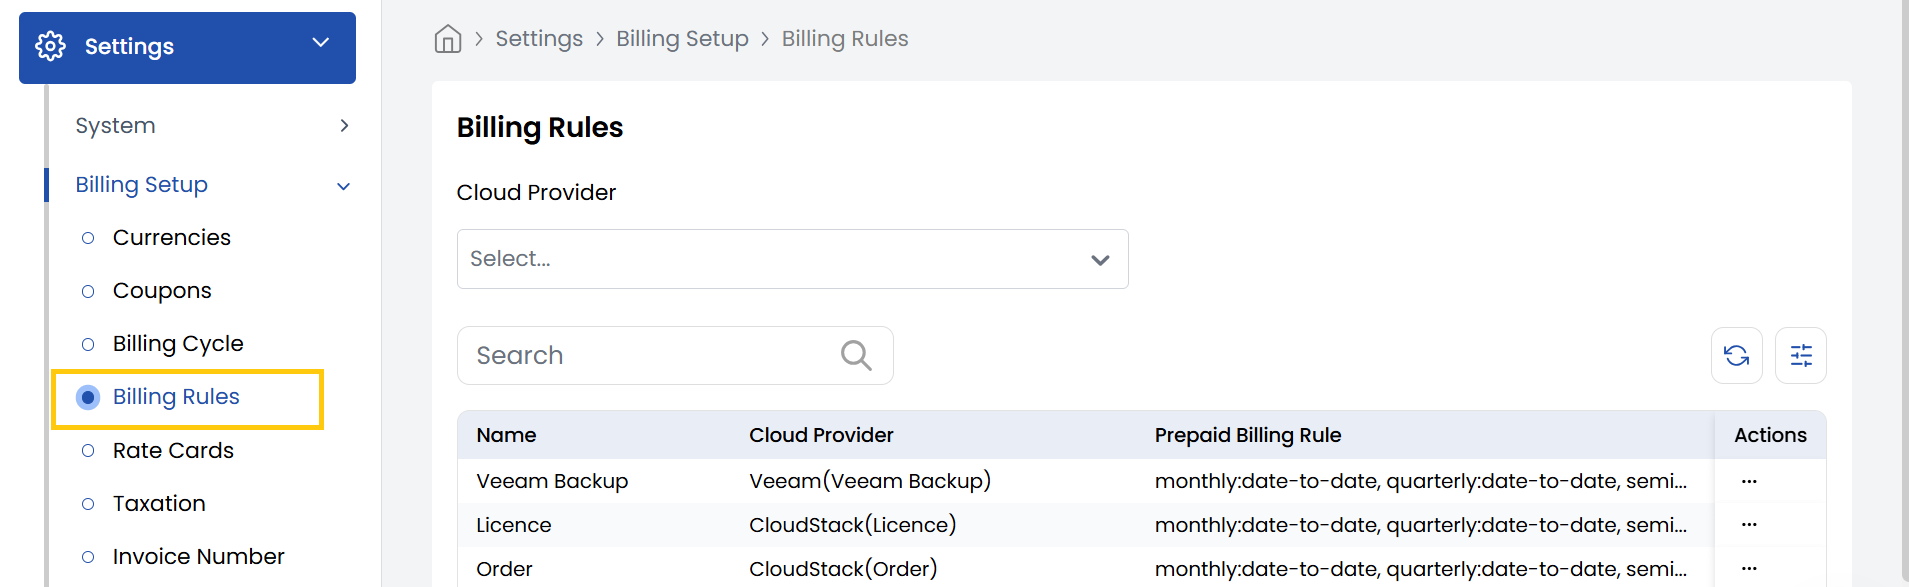 Settings
System
Billing Setup
Currencies
Coupons
Billing Cycle
Billing Rules
Rate Cards
Taxation
Invoice Number
Settings > Billing Setup > Billing Rules
Billing Rules
Cloud Provider
Select...
Search
Name Cloud Provider Prepaid Billing Rule Actions
Veeam Backup Veeam(Veeam Backup) monthly:date-to-date, quarterly:date-to-date, semi... ...
Licence CloudStack(Licence) monthly:date-to-date, quarterly:date-to-date, semi... ...
Order CloudStack(Order) monthly:date-to-date, quarterly:date-to-date, semi... ...